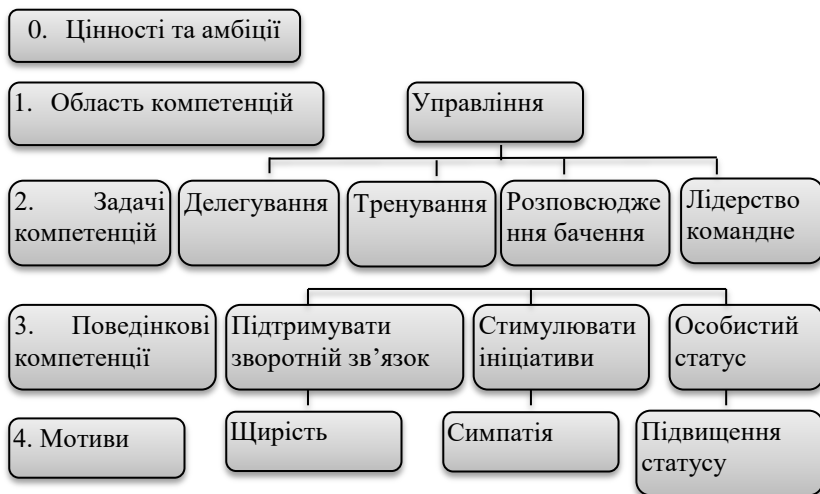 0. Цінності та амбіції
1. Область компетенцій
Управління
2. Задачі
компетенцій
Делегування
Тренування
Розповсюдже
ння бачення
Лідерство
командне
3. Поведінкові
компетенції
Підтримувати
зворотній зв’язок
Стимулювати
ініціативи
Особистий
статус
4. Мотиви
Щирість
Симпатія
Підвищення
статусу